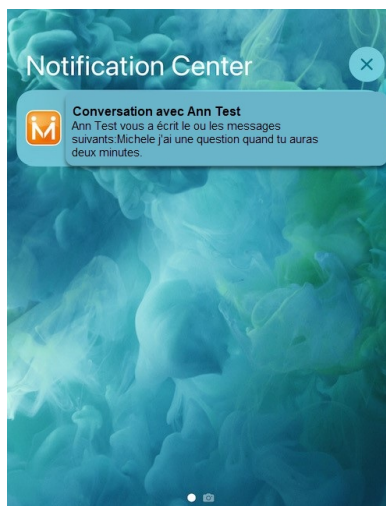 Notification Center
Conversation avec Ann Test
Ann Test vous a écrit le ou les messages
suivants:Michele j'ai une question quand tu auras
deux minutes.